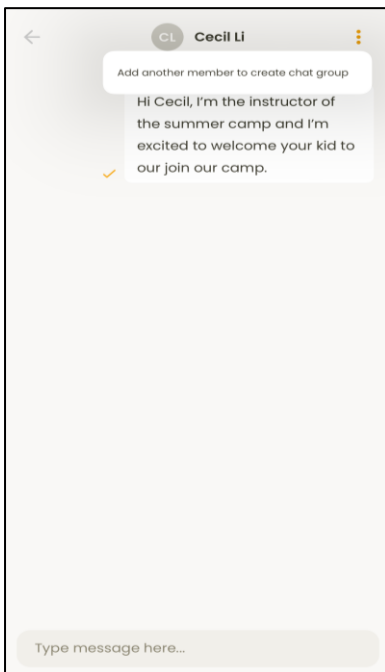 CL Cecil Li
Add another member to create chat group
Hi Cecil, I'm the instructor of
the summer camp and I'm
excited to welcome your kid to
our join our camp.
Type message here...